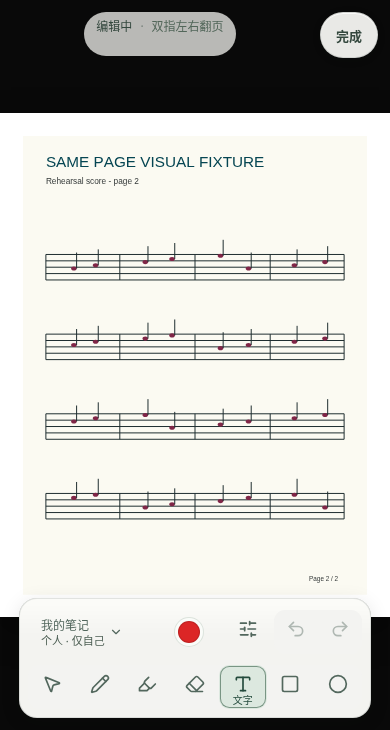 编辑中 · 双指左右翻页
完成
SAME PAGE VISUAL FIXTURE
Rehearsal score - page 2
Page 2 / 2
我的笔记
个人 · 仅自己
文字